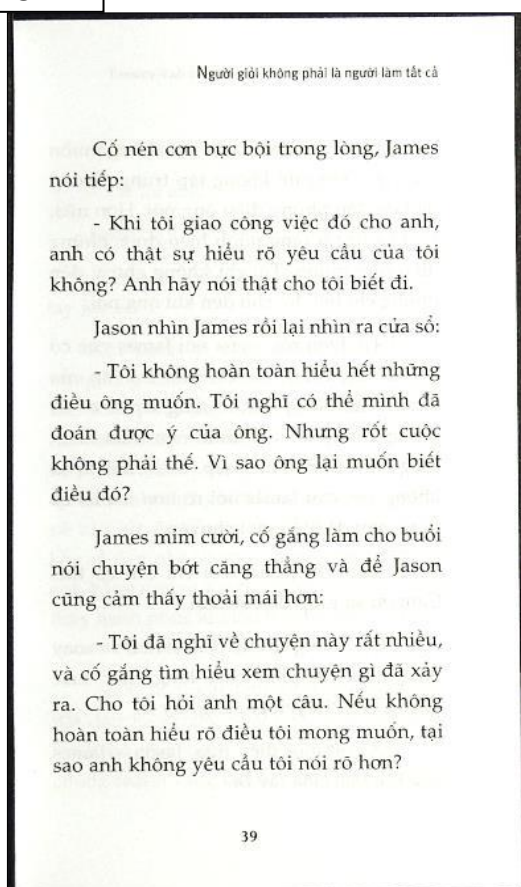 Người giỏi không phải là người làm tất cả
Cố nén cơn bực bội trong lòng, James
nói tiếp:
- Khi tôi giao công việc đó cho anh,
anh có thật sự hiểu rõ yêu cầu của tôi
không? Anh hãy nói thật cho tôi biết đi.
Jason nhìn James rồi lại nhìn ra cửa sổ:
- Tôi không hoàn toàn hiểu hết những
điều ông muốn. Tôi nghĩ có thể mình đã
đoán được ý của ông. Nhưng rốt cuộc
không phải thế. Vì sao ông lại muốn biết
điều đó?
James mỉm cười, cố gắng làm cho buổi
nói chuyện bớt căng thẳng và để Jason
cũng cảm thấy thoải mái hơn:
- Tôi đã nghĩ về chuyện này rất nhiều,
và cố gắng tìm hiểu xem chuyện gì đã xảy
ra. Cho tôi hỏi anh một câu. Nếu không
hoàn toàn hiểu rõ điều tôi mong muốn, tại
sao anh không yêu cầu tôi nói rõ hơn?
39